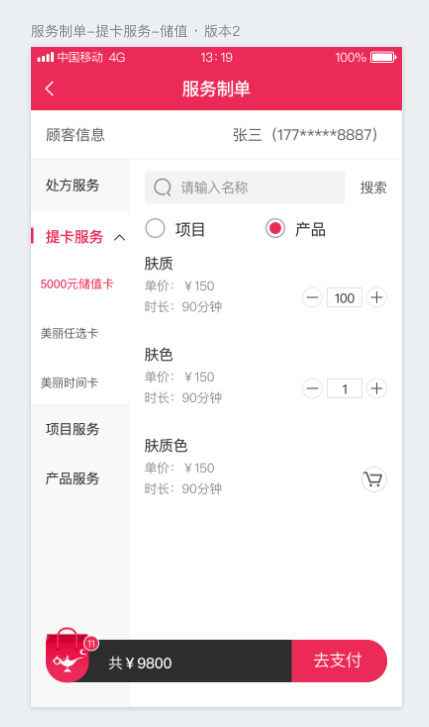 服务制单-提卡服务-储值 · 版本2
中国移动 4G 13:19 100%
服务制单
顾客信息 张三（177*****8887）
处方服务
请输入名称 搜索
提卡服务
项目 产品
肤质
5000元储值卡
单价：￥150
时长：90分钟
100
美丽任选卡
肤色
单价：￥150
时长：90分钟
1
美丽时间卡
项目服务
肤质色
单价：￥150
时长：90分钟
产品服务
11
共￥9800
去支付